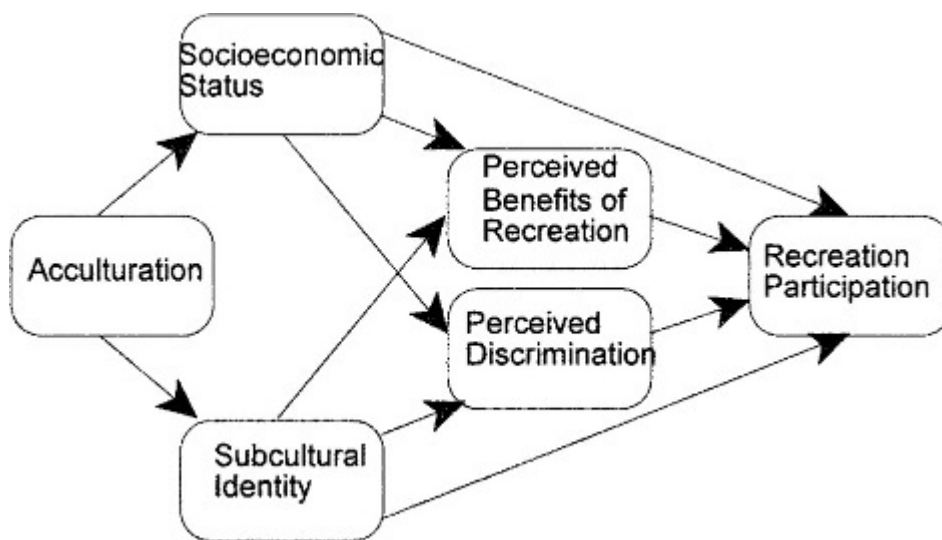 Socioeconomic
Status
Perceived
Benefits of
Recreation
Acculturation
Recreation
Participation
Perceived
Discrimination
Subcultural
Identity